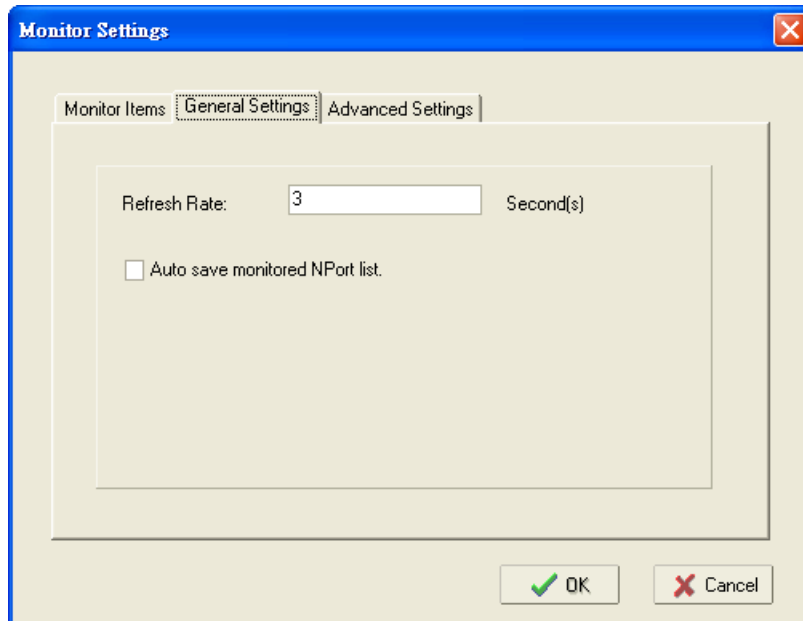 Monitor Settings
Monitor Items General Settings Advanced Settings
Refresh Rate: 3 Second(s)
Auto save monitored NPort list.
OK Cancel